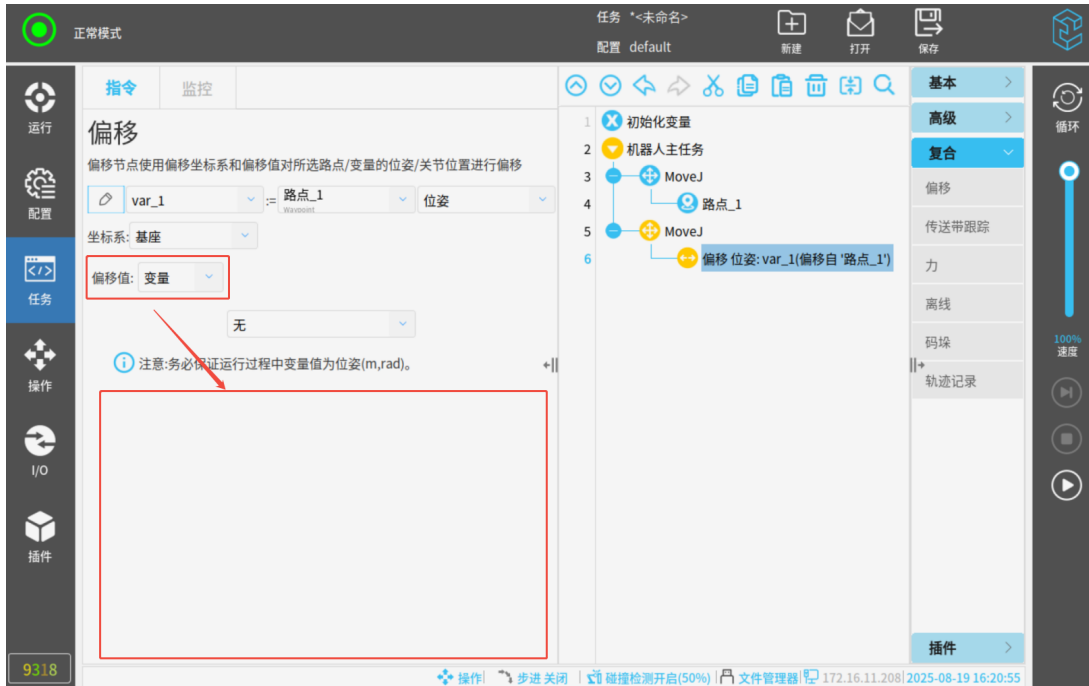 正常模式
任务 *<未命名>
配置 default
新建
打开
保存
运行
配置
任务
操作
I/O
插件
9318
指令
监控
偏移
偏移节点使用偏移坐标系和偏移值对所选路点/变量的位姿/关节位置进行偏移
var_1 := 路点_1 位姿
Waypoint
坐标系: 基座
偏移值: 变量
无
注意:务必保证运行过程中变量值为位姿(m,rad)。
1 初始化变量
2 机器人主任务
3 MoveJ
4 路点_1
5 MoveJ
6 偏移 位姿: var_1(偏移自 '路点_1')
基本
高级
复合
偏移
传送带跟踪
力
离线
码垛
轨迹记录
插件
循环
100%
速度
操作 步进 关闭 碰撞检测开启(50%) 文件管理器 172.16.11.208 2025-08-19 16:20:55